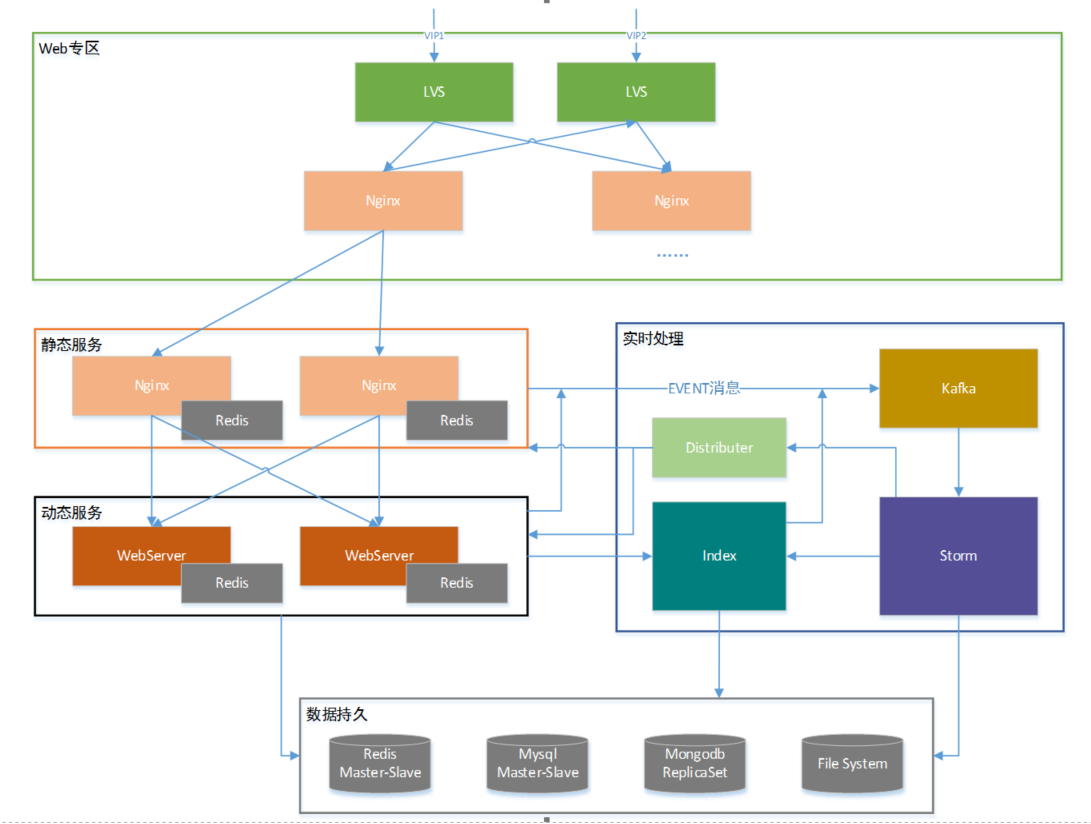 VIP1
VIP2
Web专区
LVS
LVS
Nginx
Nginx
......
静态服务
Nginx
Redis
Nginx
Redis
动态服务
WebServer
Redis
WebServer
Redis
实时处理
EVENT消息
Kafka
Distributer
Index
Storm
数据持久
Redis
Master-Slave
Mysql
Master-Slave
Mongodb
ReplicaSet
File System